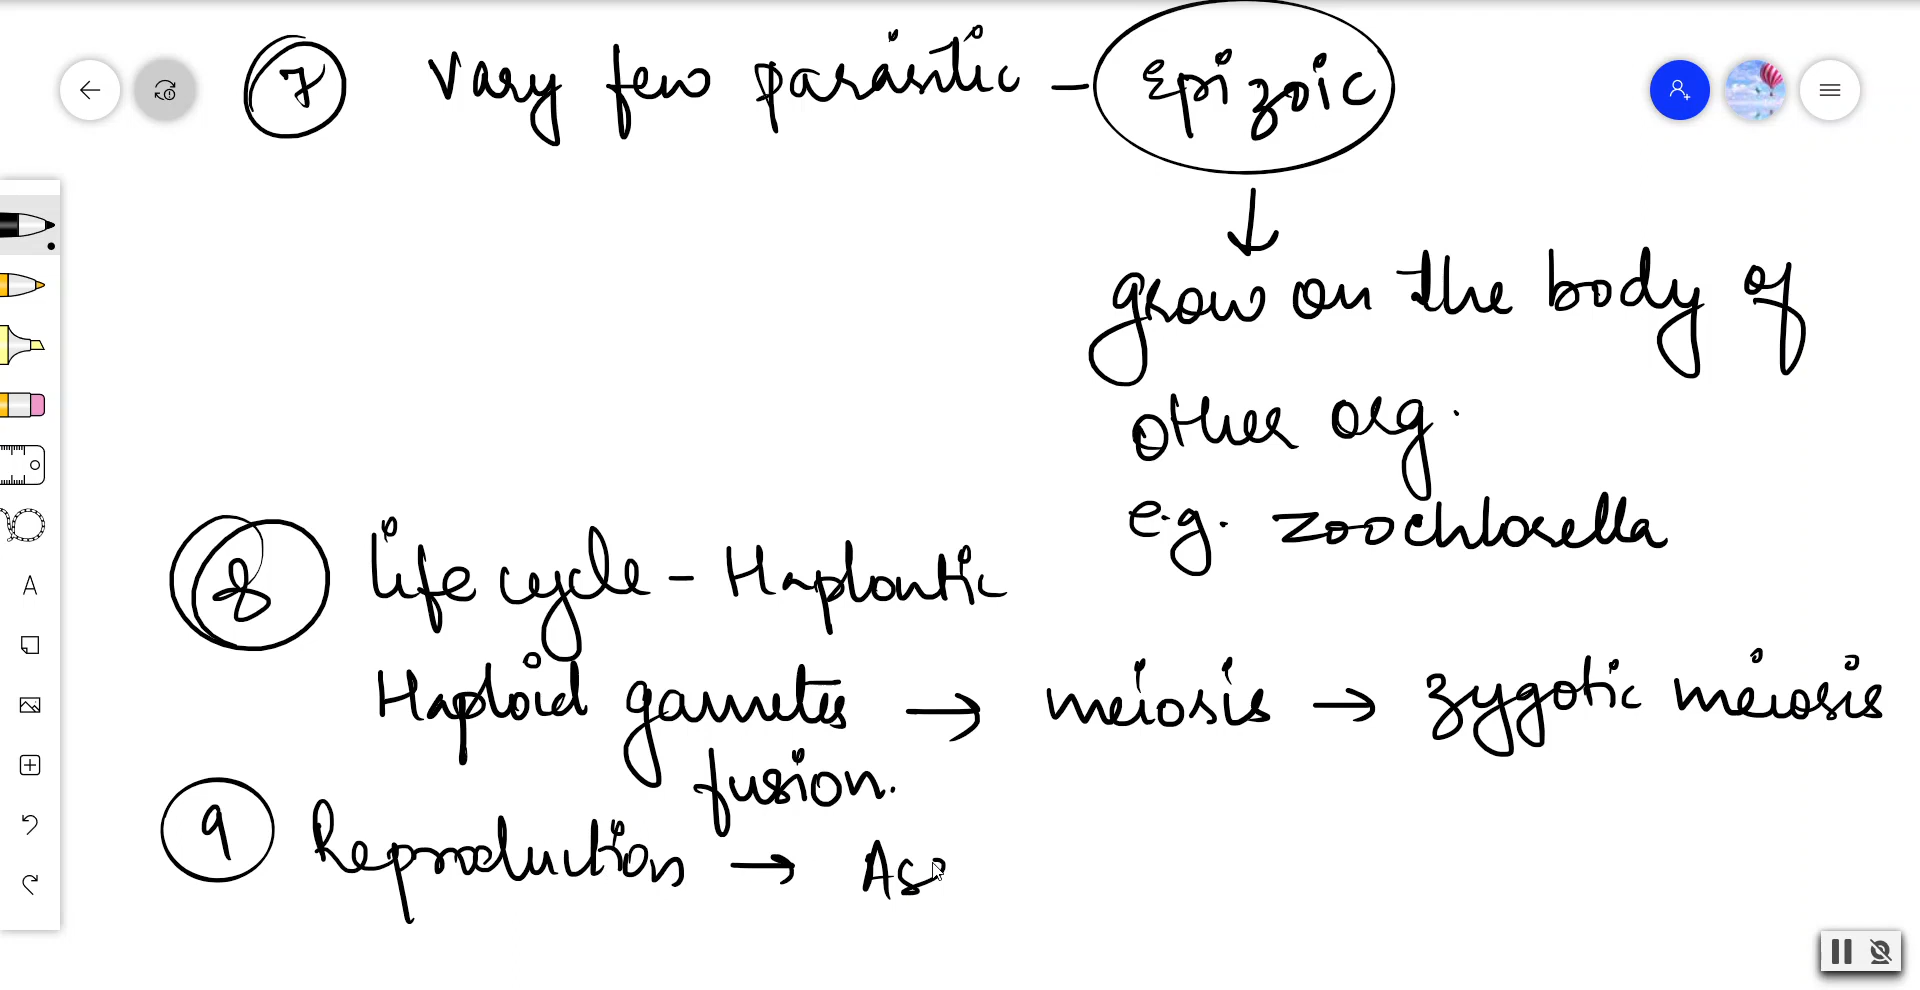 7 Vary few parasitic - Epizoic
↓
grow on the body of
other org.
e.g. zoochlorella
8 Life cycle - Haplontic
Haploid gametes → meiosis → zygotic meiosis
fusion.
9 Reproduction → As
A